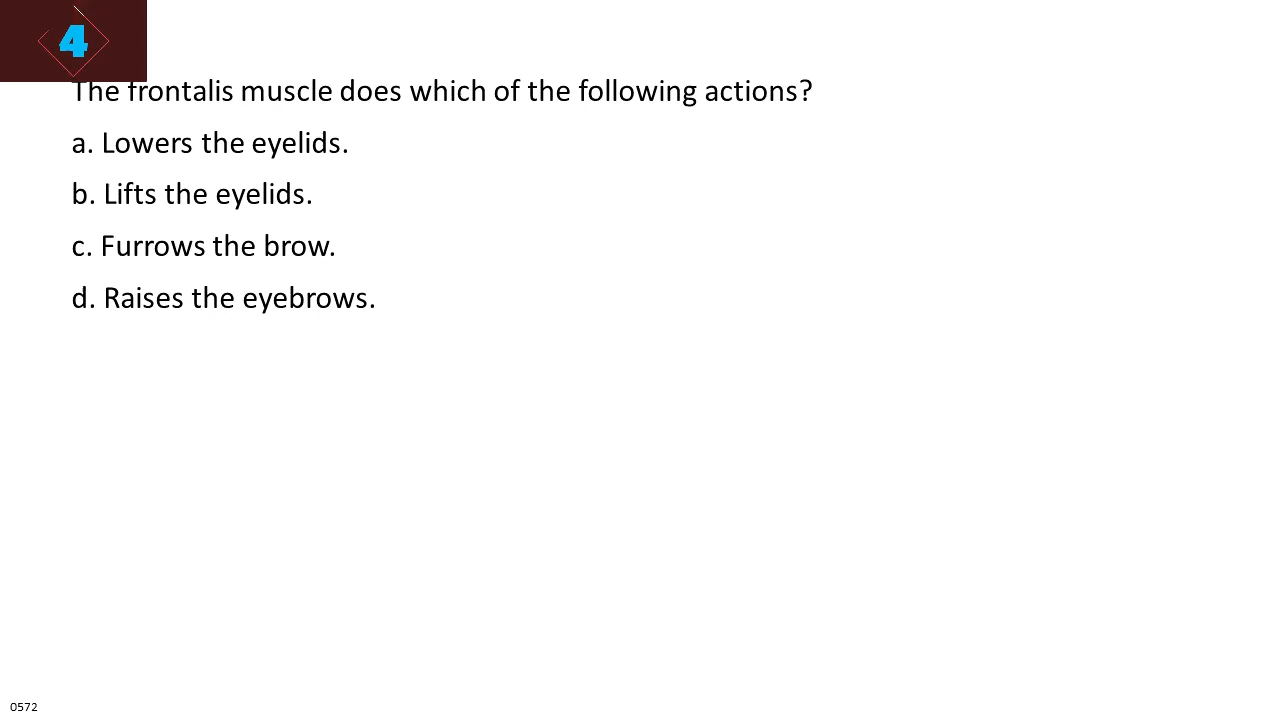 4
The frontalis muscle does which of the following actions?
a. Lowers the eyelids.
b. Lifts the eyelids.
c. Furrows the brow.
d. Raises the eyebrows.
0572